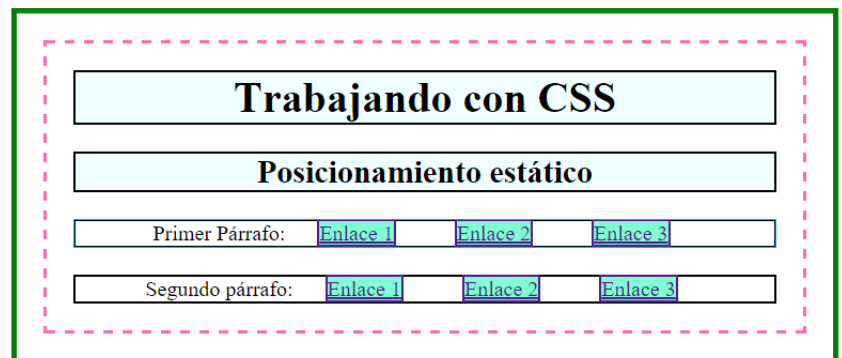 Trabajando con CSS
Posicionamiento estático
Primer Párrafo: Enlace 1 Enlace 2 Enlace 3
Segundo párrafo: Enlace 1 Enlace 2 Enlace 3